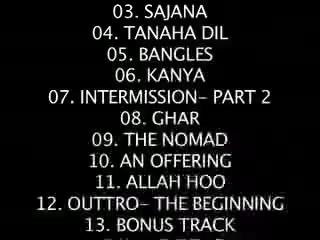 03. SAJANA
04. TANAHA DIL
05. BANGLES
06. KANYA
07. INTERMISSION- PART 2
08. GHAR
09. THE NOMAD
10. AN OFFERING
11. ALLAH HOO
12. OUTTRO- THE BEGINNING
13. BONUS TRACK